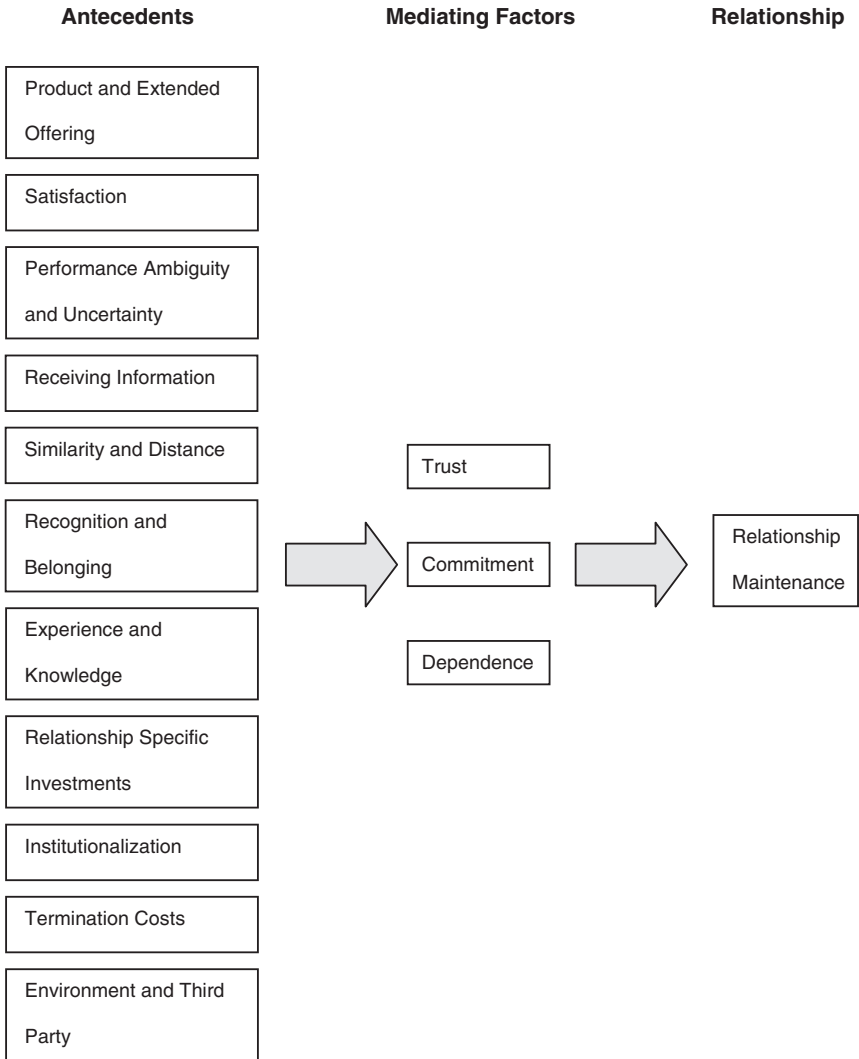 Antecedents
Mediating Factors
Relationship
Product and Extended
Offering
Satisfaction
Performance Ambiguity
and Uncertainty
Receiving Information
Similarity and Distance
Recognition and
Belonging
Experience and
Knowledge
Relationship Specific
Investments
Institutionalization
Termination Costs
Environment and Third
Party
Trust
Commitment
Dependence
Relationship
Maintenance